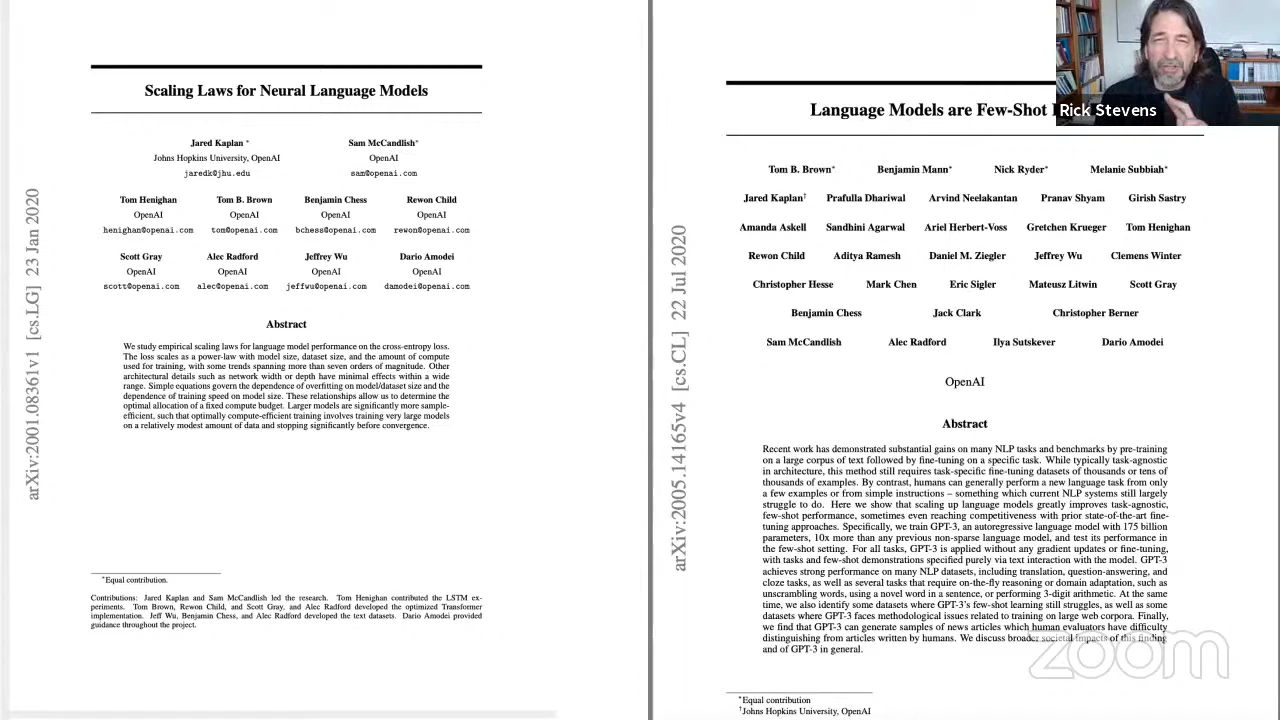 Scaling Laws for Neural Language Models
Jared Kaplan *
Johns Hopkins University, OpenAI
jaredk@jhu.edu
Sam McCandlish*
OpenAI
sam@openai.com
Tom Henighan
OpenAI
henighan@openai.com
Tom B. Brown
OpenAI
tom@openai.com
Benjamin Chess
OpenAI
bchess@openai.com
Rewon Child
OpenAI
rewon@openai.com
Scott Gray
OpenAI
scott@openai.com
Alec Radford
OpenAI
alec@openai.com
Jeffrey Wu
OpenAI
jeffwu@openai.com
Dario Amodei
OpenAI
damodei@openai.com
Abstract
We study empirical scaling laws for language model performance on the cross-entropy loss.
The loss scales as a power-law with model size, dataset size, and the amount of compute
used for training, with some trends spanning more than seven orders of magnitude. Other
architectural details such as network width or depth have minimal effects within a wide
range. Simple equations govern the dependence of overfitting on model/dataset size and the
dependence of training speed on model size. These relationships allow us to determine the
optimal allocation of a fixed compute budget. Larger models are significantly more sample-
efficient, such that optimally compute-efficient training involves training very large models
on a relatively modest amount of data and stopping significantly before convergence.
*Equal contribution.
Contributions: Jared Kaplan and Sam McCandlish led the research. Tom Henighan contributed the LSTM ex-
periments. Tom Brown, Rewon Child, and Scott Gray, and Alec Radford developed the optimized Transformer
implementation. Jeff Wu, Benjamin Chess, and Alec Radford developed the text datasets. Dario Amodei provided
guidance throughout the project.
arXiv:2001.08361v1 [cs.LG] 23 Jan 2020
Language Models are Few-Shot
Rick Stevens
Tom B. Brown* Benjamin Mann* Nick Ryder* Melanie Subbiah*
Jared Kaplan† Prafulla Dhariwal Arvind Neelakantan Pranav Shyam Girish Sastry
Amanda Askell Sandhini Agarwal Ariel Herbert-Voss Gretchen Krueger Tom Henighan
Rewon Child Aditya Ramesh Daniel M. Ziegler Jeffrey Wu Clemens Winter
Christopher Hesse Mark Chen Eric Sigler Mateusz Litwin Scott Gray
Benjamin Chess Jack Clark Christopher Berner
Sam McCandlish Alec Radford Ilya Sutskever Dario Amodei
OpenAI
Abstract
Recent work has demonstrated substantial gains on many NLP tasks and benchmarks by pre-training
on a large corpus of text followed by fine-tuning on a specific task. While typically task-agnostic
in architecture, this method still requires task-specific fine-tuning datasets of thousands or tens of
thousands of examples. By contrast, humans can generally perform a new language task from only
a few examples or from simple instructions – something which current NLP systems still largely
struggle to do. Here we show that scaling up language models greatly improves task-agnostic,
few-shot performance, sometimes even reaching competitiveness with prior state-of-the-art fine-
tuning approaches. Specifically, we train GPT-3, an autoregressive language model with 175 billion
parameters, 10x more than any previous non-sparse language model, and test its performance in
the few-shot setting. For all tasks, GPT-3 is applied without any gradient updates or fine-tuning,
with tasks and few-shot demonstrations specified purely via text interaction with the model. GPT-3
achieves strong performance on many NLP datasets, including translation, question-answering, and
cloze tasks, as well as several tasks that require on-the-fly reasoning or domain adaptation, such as
unscrambling words, using a novel word in a sentence, or performing 3-digit arithmetic. At the same
time, we also identify some datasets where GPT-3's few-shot learning still struggles, as well as some
datasets where GPT-3 faces methodological issues related to training on large web corpora. Finally,
we find that GPT-3 can generate samples of news articles which human evaluators have difficulty
distinguishing from articles written by humans. We discuss broader societal impacts of this finding
and of GPT-3 in general.
zoom
*Equal contribution
†Johns Hopkins University, OpenAI
arXiv:2005.14165v4 [cs.CL] 22 Jul 2020